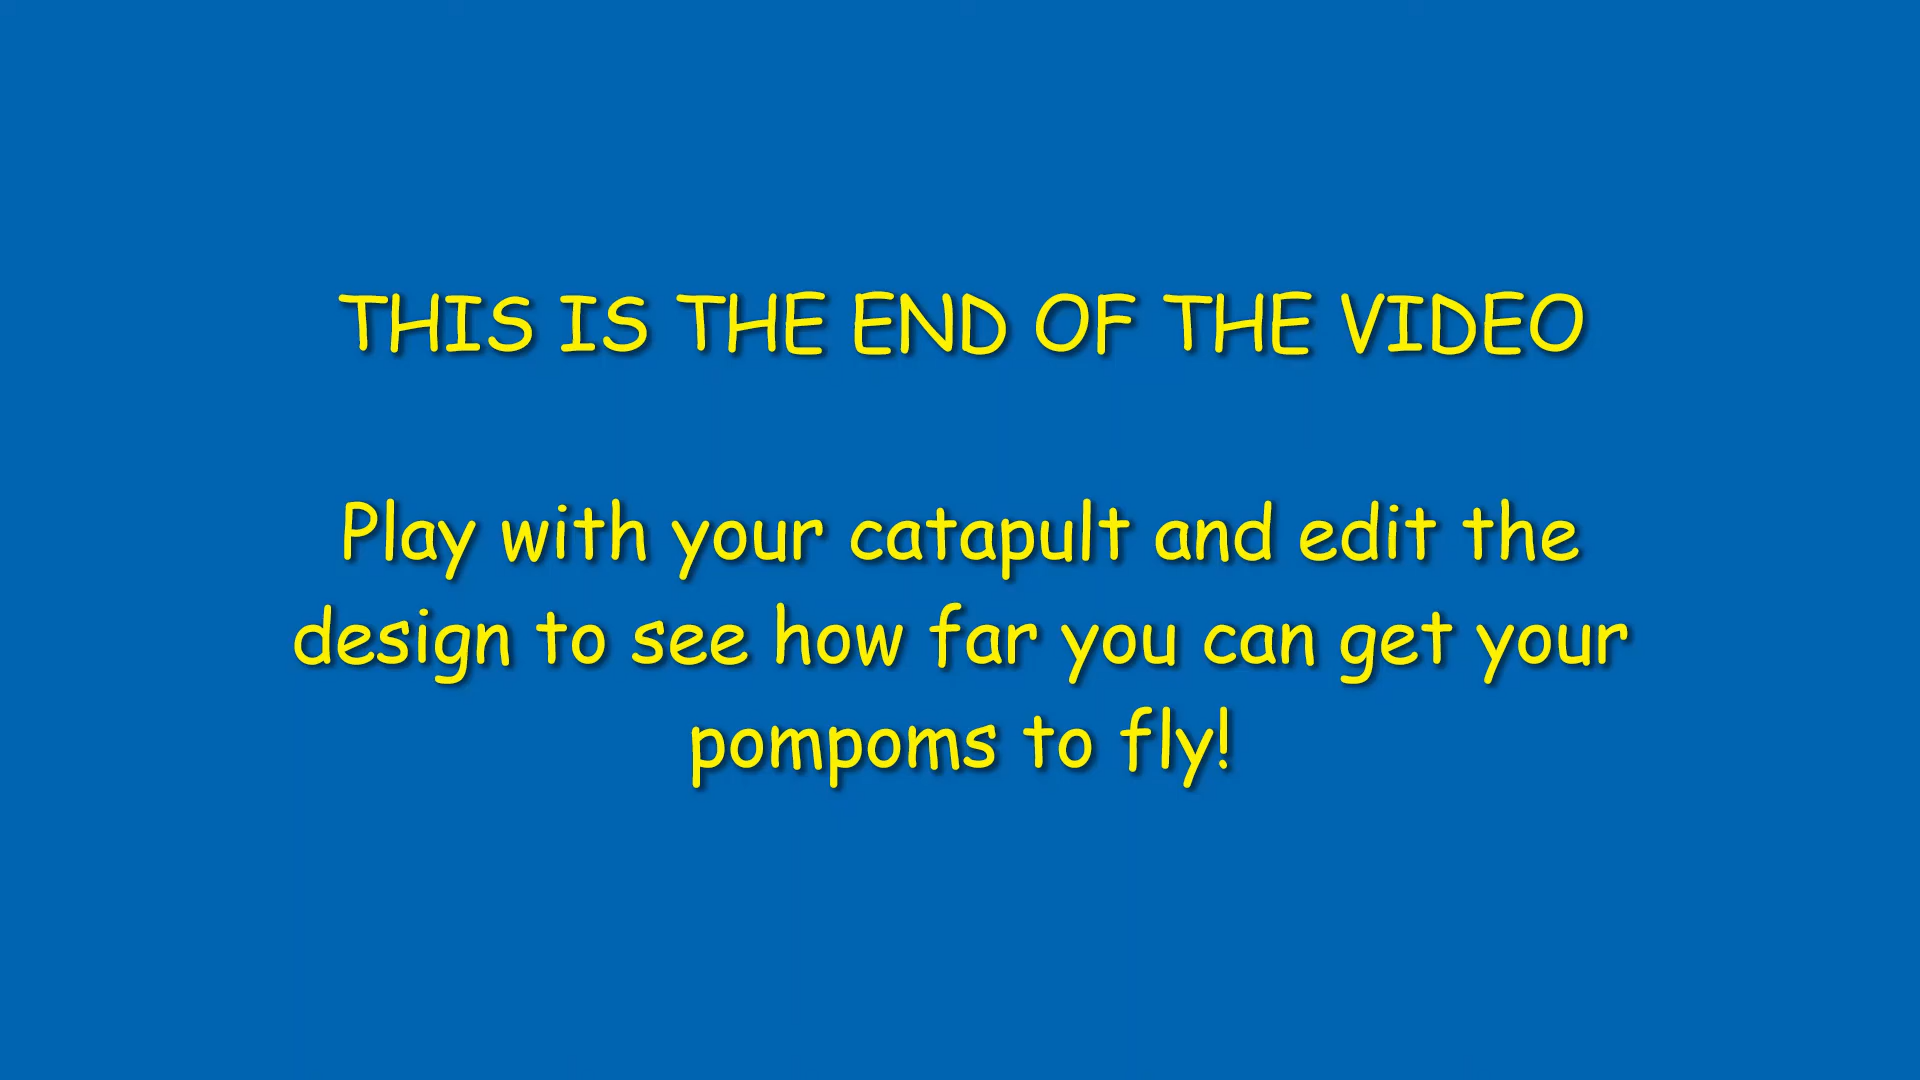 THIS IS THE END OF THE VIDEO
Play with your catapult and edit the
design to see how far you can get your
pompoms to fly!